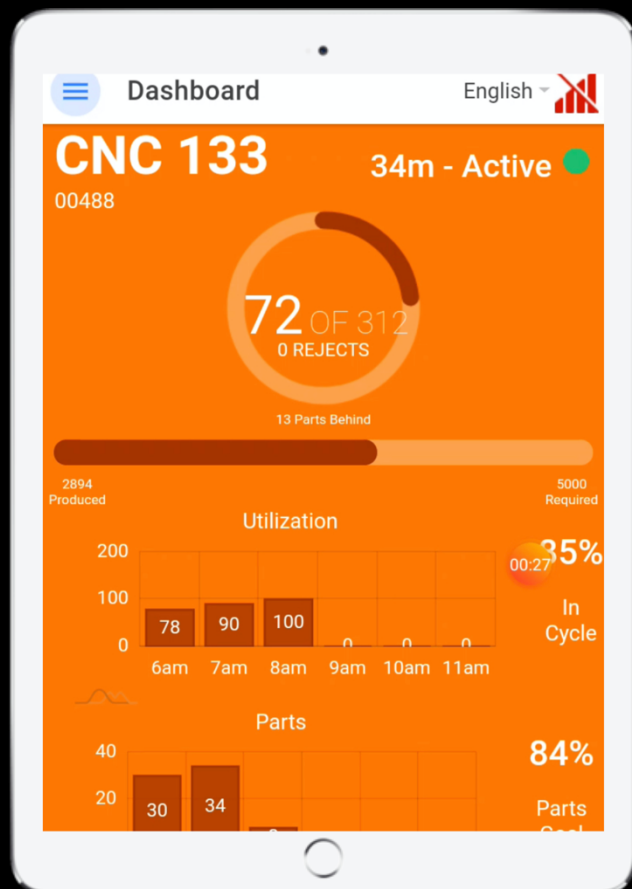 Dashboard
English
CNC 133
34m - Active
00488
72 OF 312
0 REJECTS
13 Parts Behind
2894
Produced
5000
Required
Utilization
200
100
0
78
90
100
0
0
0
6am
7am
8am
9am
10am
11am
00:27
In
Cycle
Parts
40
20
30
34
84%
Parts